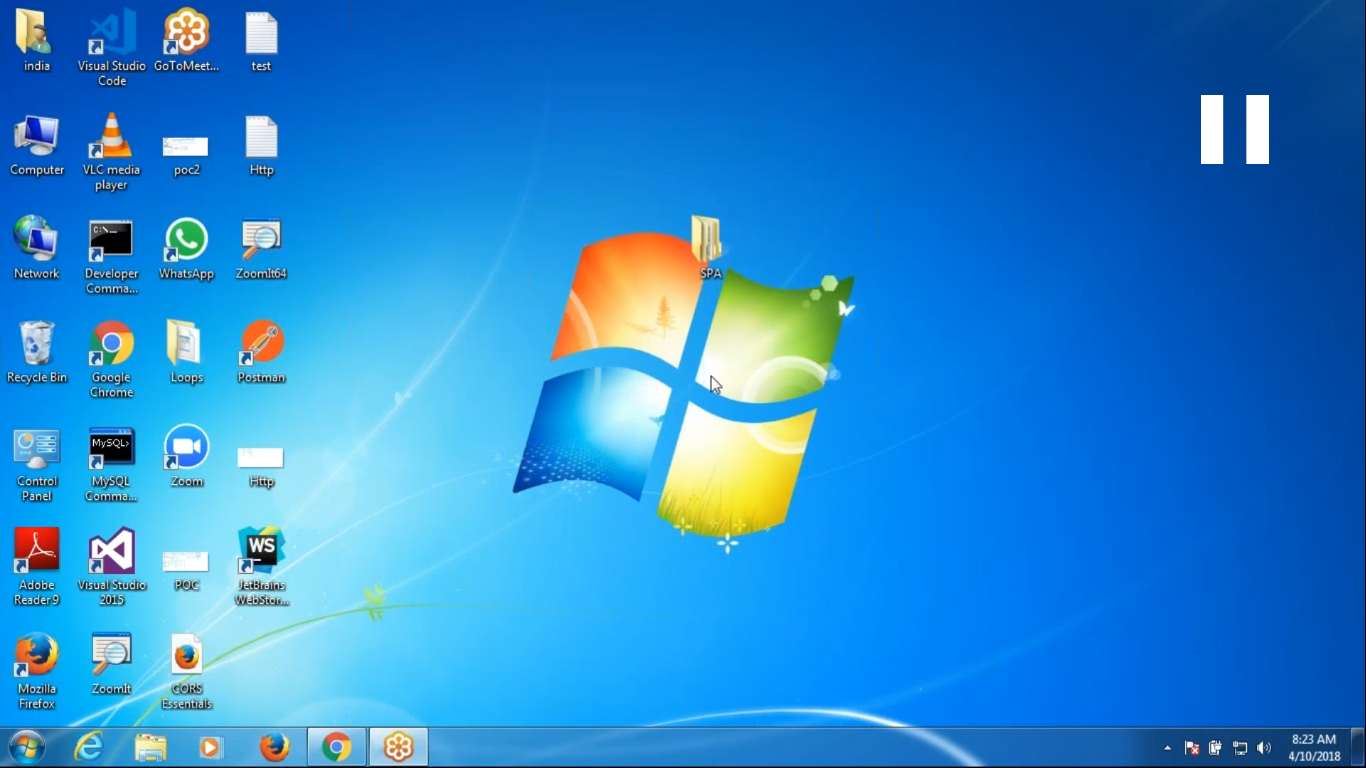 india
Visual Studio
Code
GoToMeet...
test
Computer
VLC media
player
poc2
Http
Network
C:\
Developer
Comma...
WhatsApp
ZoomIt64
Recycle Bin
Google
Chrome
Loops
Postman
SPA
Control
Panel
MySQL>
MySQL
Comma...
Zoom
Http
Adobe
Reader 9
Visual Studio
2015
POC
WS
JetBrains
WebStor...
Mozilla
Firefox
ZoomIt
CORS
Essentials
8:23 AM
4/10/2018